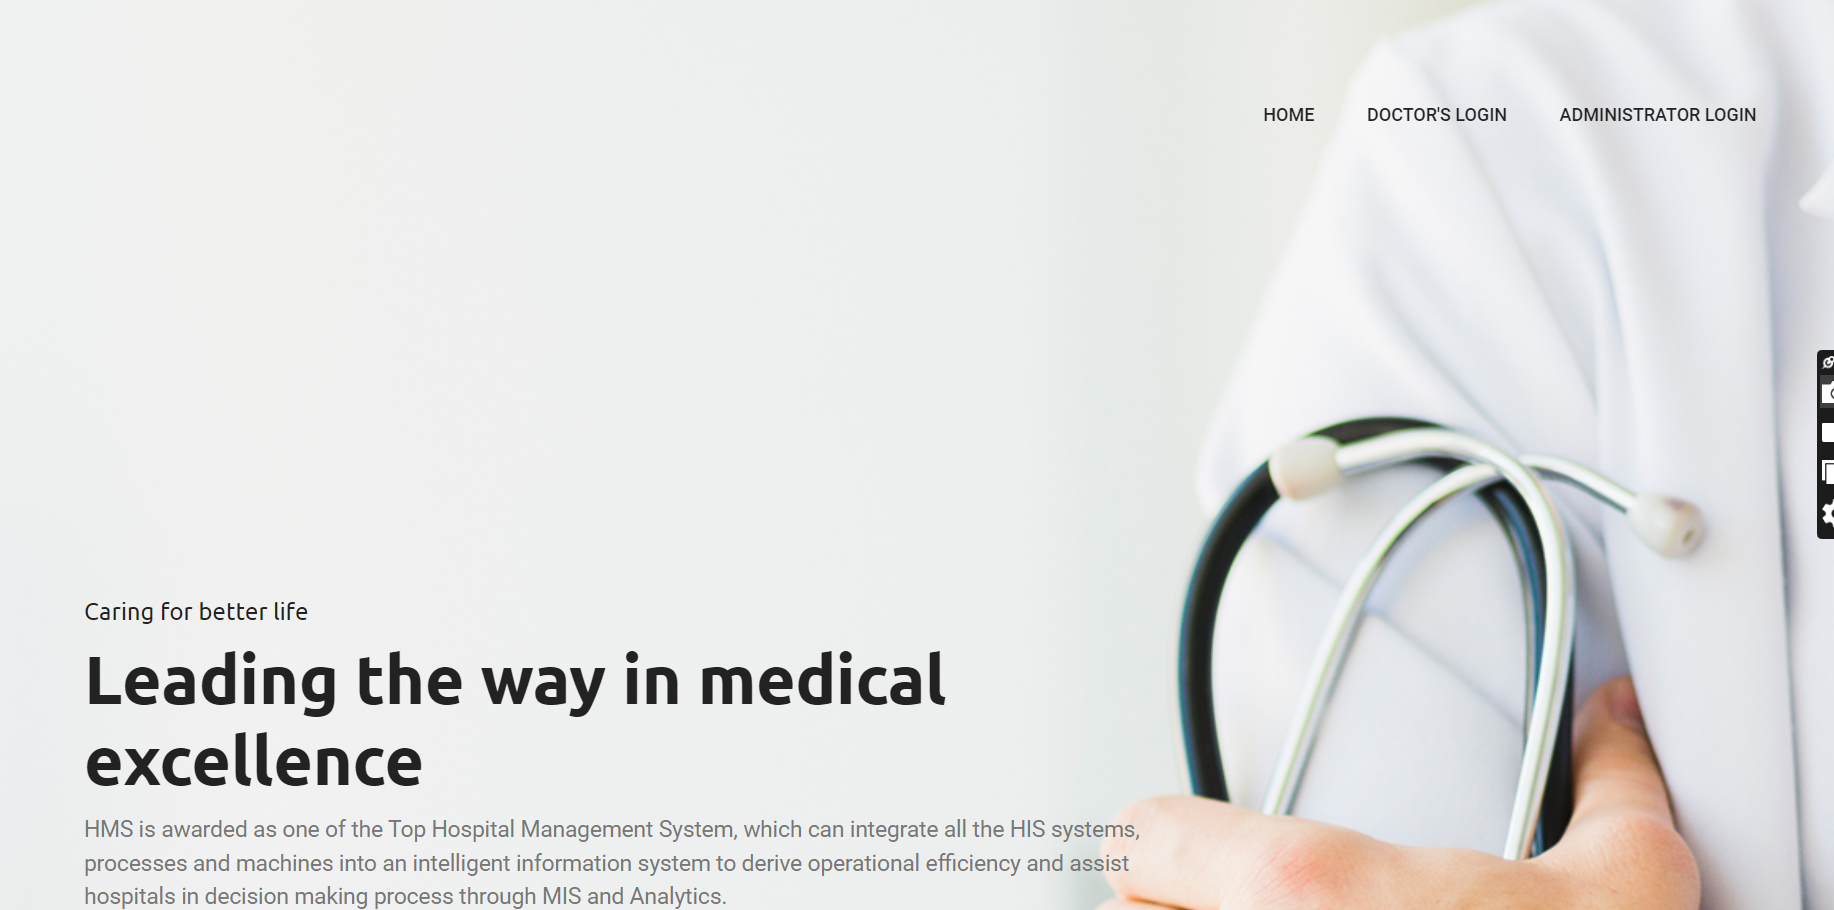 HOME DOCTOR'S LOGIN ADMINISTRATOR LOGIN
Caring for better life
Leading the way in medical
excellence
HMS is awarded as one of the Top Hospital Management System, which can integrate all the HIS systems,
processes and machines into an intelligent information system to derive operational efficiency and assist
hospitals in decision making process through MIS and Analytics.